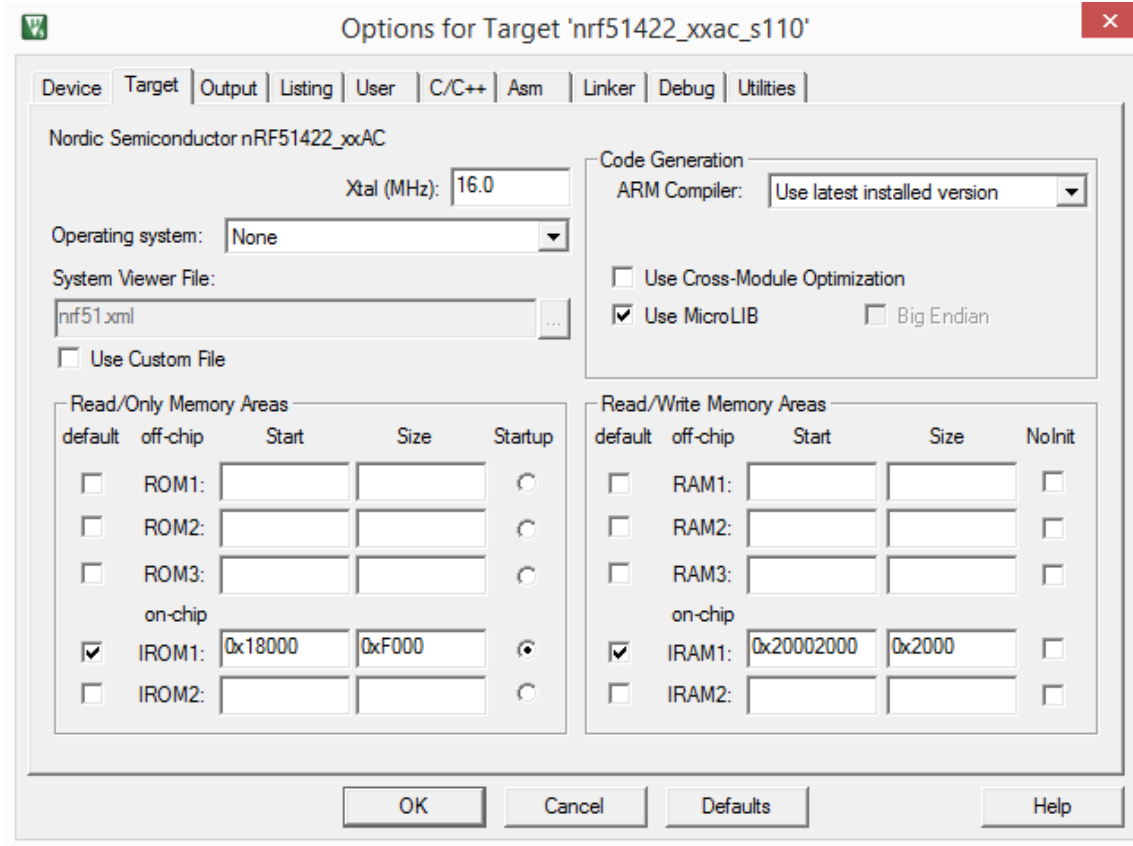 Options for Target 'nrf51422_xxac_s110'
Device Target Output Listing User C/C++ Asm Linker Debug Utilities
Nordic Semiconductor nRF51422_xxAC
Xtal (MHz): 16.0
Operating system: None
System Viewer File:
nrf51.xml ...
Use Custom File
Code Generation
ARM Compiler: Use latest installed version
Use Cross-Module Optimization
Use MicroLIB Big Endian
Read/Only Memory Areas
default off-chip Start Size Startup
ROM1:
ROM2:
ROM3:
on-chip
IROM1: 0x18000 0xF000
IROM2:
Read/Write Memory Areas
default off-chip Start Size NoInit
RAM1:
RAM2:
RAM3:
on-chip
IRAM1: 0x20002000 0x2000
IRAM2:
OK Cancel Defaults Help